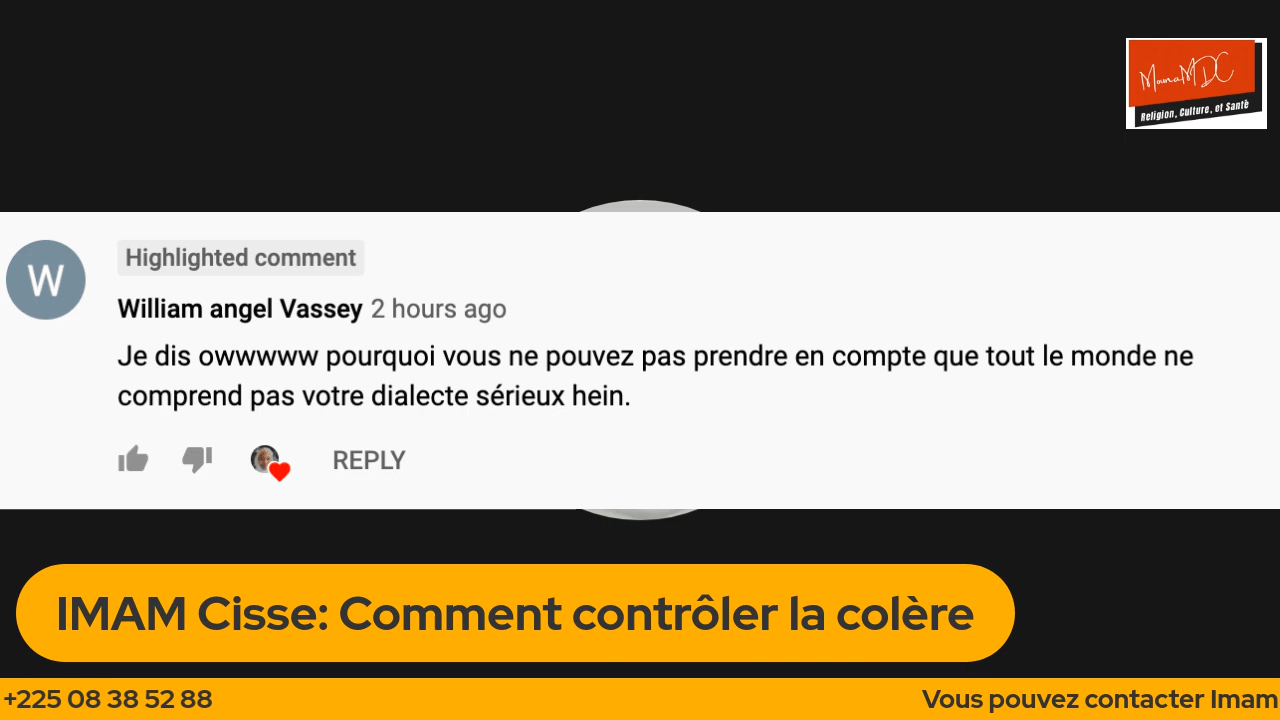 MounaMDC
Religion, Culture, et Santé
W
Highlighted comment
William angel Vassey 2 hours ago
Je dis owwwww pourquoi vous ne pouvez pas prendre en compte que tout le monde ne
comprend pas votre dialecte sérieux hein.
REPLY
IMAM Cisse: Comment contrôler la colère
+225 08 38 52 88
Vous pouvez contacter Imam